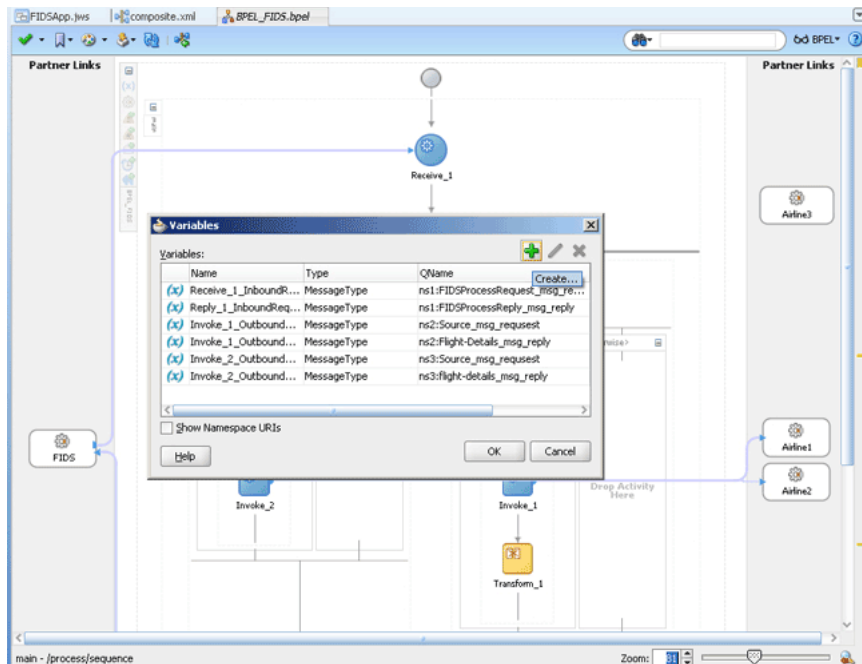 FIDSApp.jws composite.xml BPEL_FIDS.bpel
BPEL
Partner Links Partner Links
Receive_1
Airline3
Variables
Variables:
Create...
Name Type QName
(x) Receive_1_InboundR... MessageType ns1:FIDSProcessRequest_msg_re...
(x) Reply_1_InboundReq... MessageType ns1:FIDSProcessReply_msg_reply
(x) Invoke_1_Outbound... MessageType ns2:Source_msg_requsest
(x) Invoke_1_Outbound... MessageType ns2:Flight-Details_msg_reply
(x) Invoke_2_Outbound... MessageType ns3:Source_msg_requsest
(x) Invoke_2_Outbound... MessageType ns3:flight-details_msg_reply
Show Namespace URIs
Help OK Cancel
rwise>
FIDS
Airline1
Airline2
Drop Activity
Here
Invoke_2 Invoke_1
Transform_1
main - /process/sequence Zoom: 31